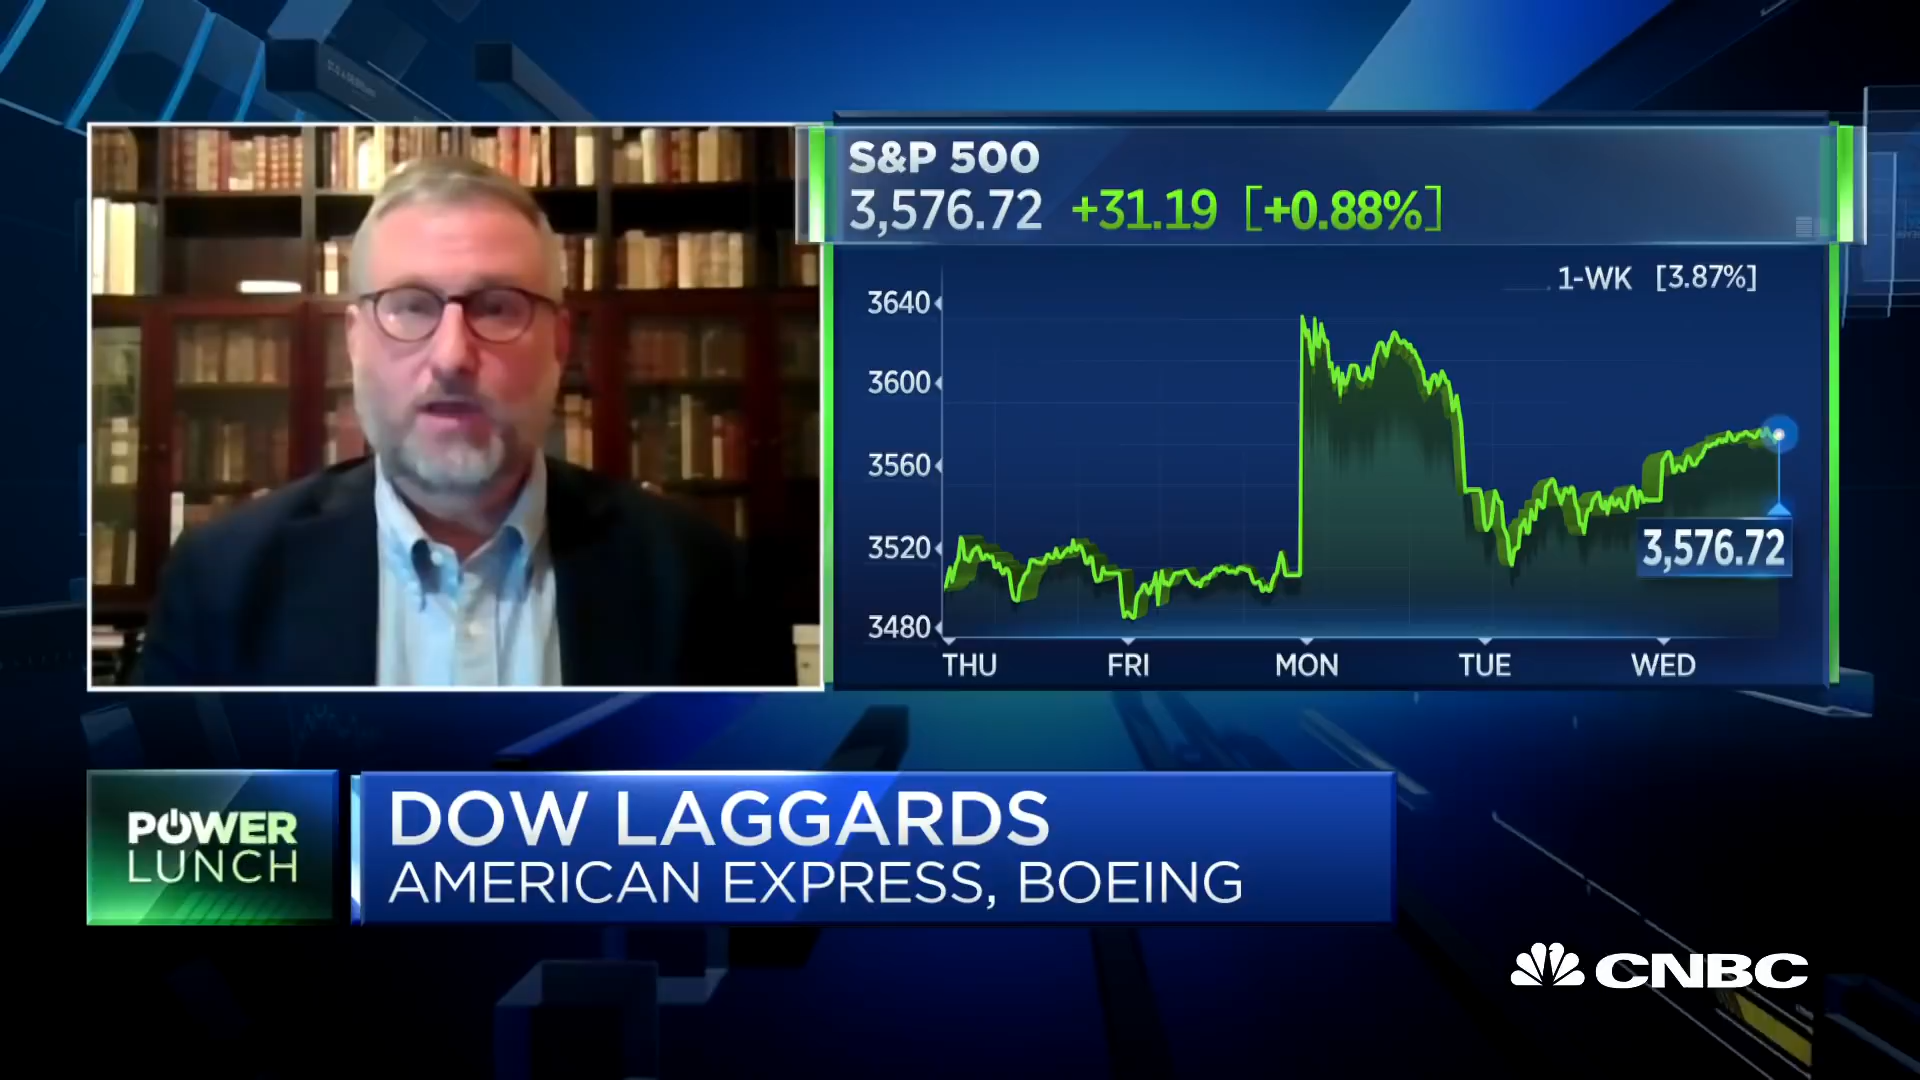 S&P 500
3,576.72 +31.19 [+0.88%]
1-WK [3.87%]
3640
3600
3560
3520
3480
3,576.72
THU FRI MON TUE WED
POWER
LUNCH
DOW LAGGARDS
AMERICAN EXPRESS, BOEING
CNBC